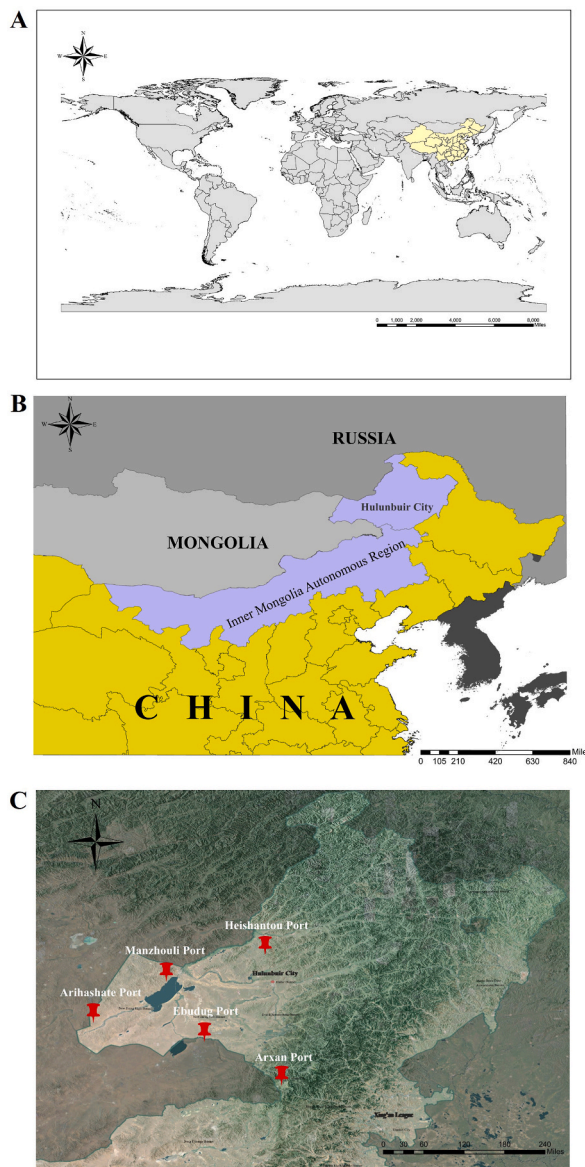 A
N
W
E
S
0 1,000 2,000 4,000 6,000 8,000
Miles
B
N
W
E
S
RUSSIA
Hulunbuir City
MONGOLIA
Inner Mongolia Autonomous Region
C H I N A
0 105 210 420 630 840
Miles
C
N
Heishantou Port
Manzhouli Port
Hulunbuir City
Arihashate Port
Ebudug Port
Arxan Port
Xing'an League
0 30 60 120 180 240
Miles